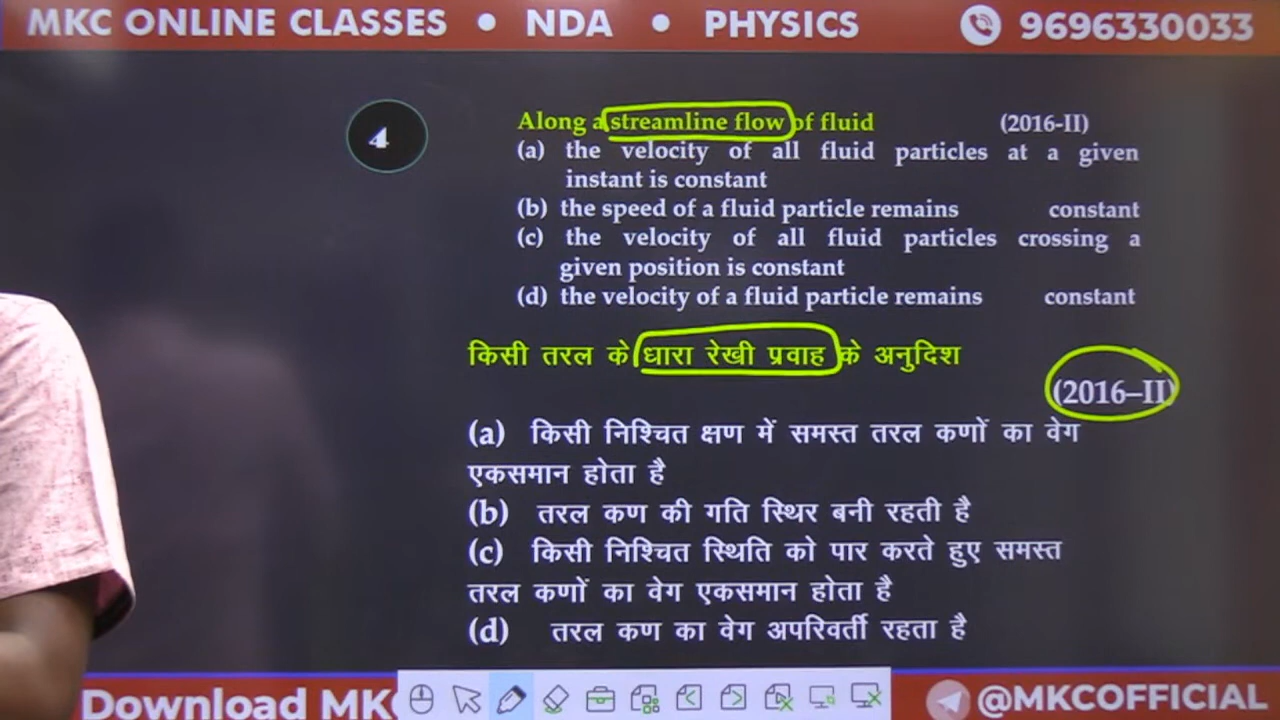 MKC ONLINE CLASSES • NDA • PHYSICS 9696330033
4
Along a streamline flow of fluid (2016-II)
(a) the velocity of all fluid particles at a given
instant is constant
(b) the speed of a fluid particle remains constant
(c) the velocity of all fluid particles crossing a
given position is constant
(d) the velocity of a fluid particle remains constant
किसी तरल के धारा रेखी प्रवाह के अनुदिश
(2016–II)
(a) किसी निश्चित क्षण में समस्त तरल कणों का वेग
एकसमान होता है
(b) तरल कण की गति स्थिर बनी रहती है
(c) किसी निश्चित स्थिति को पार करते हुए समस्त
तरल कणों का वेग एकसमान होता है
(d) तरल कण का वेग अपरिवर्ती रहता है
Download MK
@MKCOFFICIAL